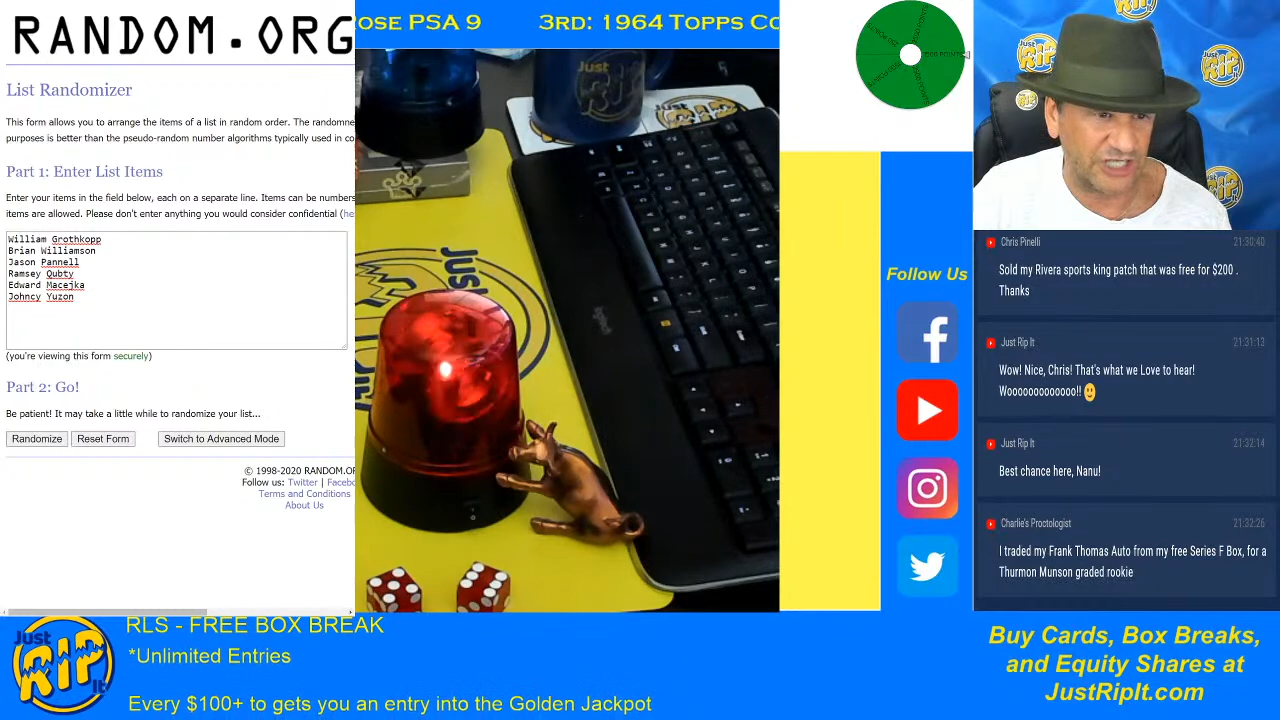 RANDOM.ORG
OSE PSA 9 3RD: 1964 TOPPS CO
List Randomizer
This form allows you to arrange the items of a list in random order. The randomne
purposes is better than the pseudo-random number algorithms typically used in co
Part 1: Enter List Items
Enter your items in the field below, each on a separate line. Items can be numbers
items are allowed. Please don't enter anything you would consider confidential (he
William Grothkopp
Brian Williamson
Jason Pannell
Ramsey Qubty
Edward Macejka
Johncy Yuzon
(you're viewing this form securely)
Part 2: Go!
Be patient! It may take a little while to randomize your list...
Randomize Reset Form Switch to Advanced Mode
© 1998-2020 RANDOM.OR
Follow us: Twitter | Facebo
Terms and Conditions
About Us
Just
RIP
Just
RIP
Follow Us
Chris Pinelli 21:30:40
Sold my Rivera sports king patch that was free for $200 .
Thanks
Just Rip It 21:31:13
Wow! Nice, Chris! That's what we Love to hear!
Wooooooooooooo!!
Just Rip It 21:32:14
Best chance here, Nanu!
Charlie's Proctologist 21:32:26
I traded my Frank Thomas Auto from my free Series F Box, for a
Thurmon Munson graded rookie
Just
RIP
It
RLS - FREE BOX BREAK
*Unlimited Entries
Every $100+ to gets you an entry into the Golden Jackpot
Buy Cards, Box Breaks,
and Equity Shares at
JustRipIt.com